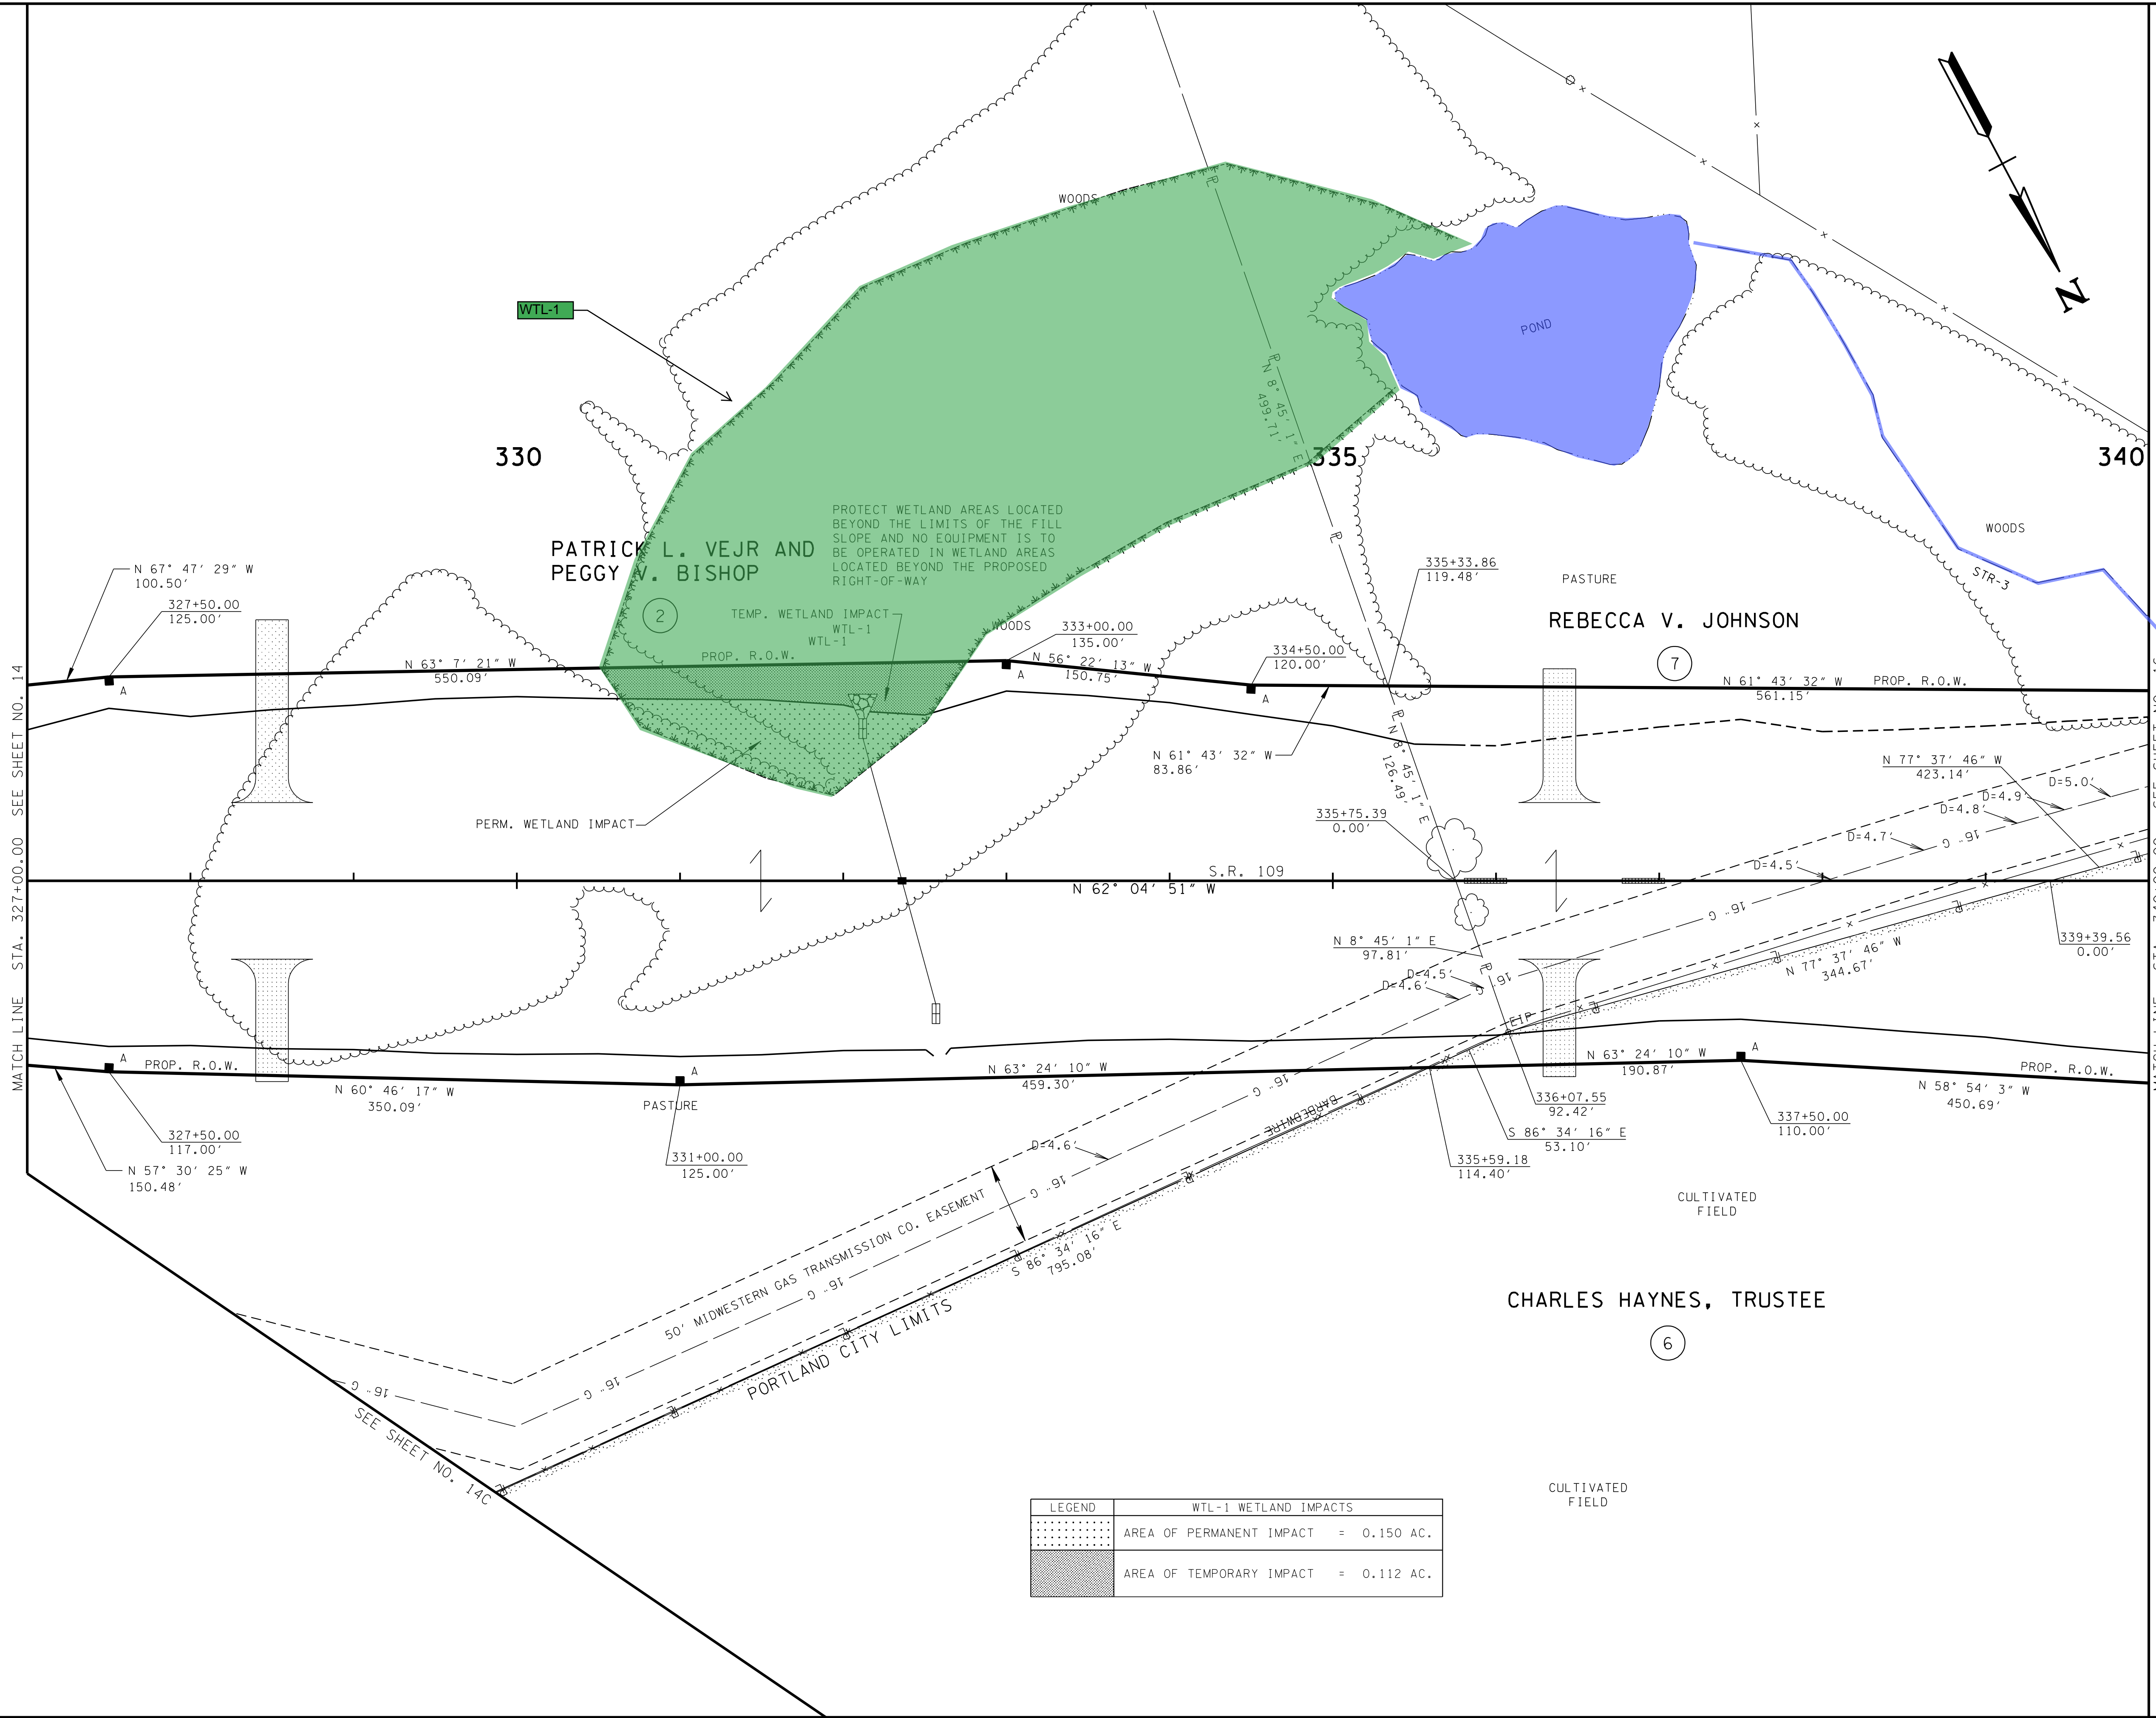 WOODS
℄
WTL-1
POND
N
℄
N 8° 45' 1" E
499.71'
330
335
340
PROTECT WETLAND AREAS LOCATED
BEYOND THE LIMITS OF THE FILL
SLOPE AND NO EQUIPMENT IS TO
BE OPERATED IN WETLAND AREAS
LOCATED BEYOND THE PROPOSED
RIGHT-OF-WAY
WOODS
STR-3
PATRICK L. VEJR AND
PEGGY V. BISHOP
2
N 67° 47' 29" W
100.50'
327+50.00
125.00'
TEMP. WETLAND IMPACT
WTL-1
WTL-1
WOODS
333+00.00
135.00'
335+33.86
119.48'
PASTURE
REBECCA V. JOHNSON
7
PROP. R.O.W.
N 63° 7' 21" W
550.09'
A
A
N 56° 22' 13" W
150.75'
334+50.00
120.00'
A
N 61° 43' 32" W
561.15'
PROP. R.O.W.
N 61° 43' 32" W
83.86'
N 8° 45' 1" E
126.49'
N 77° 37' 46" W
423.14'
D=5.0'
D=4.9'
D=4.8'
D=4.7'
D=4.5'
16" G
PERM. WETLAND IMPACT
335+75.39
0.00'
S.R. 109
N 62° 04' 51" W
MATCH LINE STA. 327+00.00 SEE SHEET NO. 14
16" G
N 8° 45' 1" E
97.81'
D=4.5'
D=4.6'
16" G
N 77° 37' 46" W
344.67'
339+39.56
0.00'
EIP
A
PROP. R.O.W.
N 60° 46' 17" W
350.09'
A
PASTURE
N 63° 24' 10" W
459.30'
N 63° 24' 10" W
190.87'
A
PROP. R.O.W.
N 58° 54' 3" W
450.69'
327+50.00
117.00'
N 57° 30' 25" W
150.48'
331+00.00
125.00'
16" G
BARBEDWIRE
336+07.55
92.42'
S 86° 34' 16" E
53.10'
335+59.18
114.40'
337+50.00
110.00'
D=4.6'
16" G
50' MIDWESTERN GAS TRANSMISSION CO. EASEMENT
S 86° 34' 16" E
795.08'
16" G
PORTLAND CITY LIMITS
16" G
16" G
SEE SHEET NO. 14C
CULTIVATED
FIELD
CHARLES HAYNES, TRUSTEE
6
CULTIVATED
FIELD
LEGEND
WTL-1 WETLAND IMPACTS
AREA OF PERMANENT IMPACT = 0.150 AC.
AREA OF TEMPORARY IMPACT = 0.112 AC.